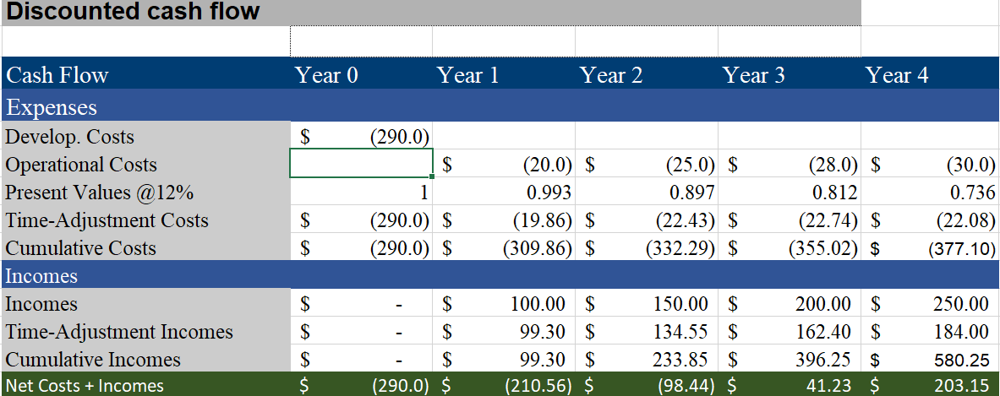 Discounted cash flow
Cash Flow Year 0 Year 1 Year 2 Year 3 Year 4
Expenses
Develop. Costs $ (290.0)
Operational Costs $ (20.0) $ (25.0) $ (28.0) $ (30.0)
Present Values @12% 1 0.993 0.897 0.812 0.736
Time-Adjustment Costs $ (290.0) $ (19.86) $ (22.43) $ (22.74) $ (22.08)
Cumulative Costs $ (290.0) $ (309.86) $ (332.29) $ (355.02) $ (377.10)
Incomes
Incomes $ - $ 100.00 $ 150.00 $ 200.00 $ 250.00
Time-Adjustment Incomes $ - $ 99.30 $ 134.55 $ 162.40 $ 184.00
Cumulative Incomes $ - $ 99.30 $ 233.85 $ 396.25 $ 580.25
Net Costs + Incomes $ (290.0) $ (210.56) $ (98.44) $ 41.23 $ 203.15